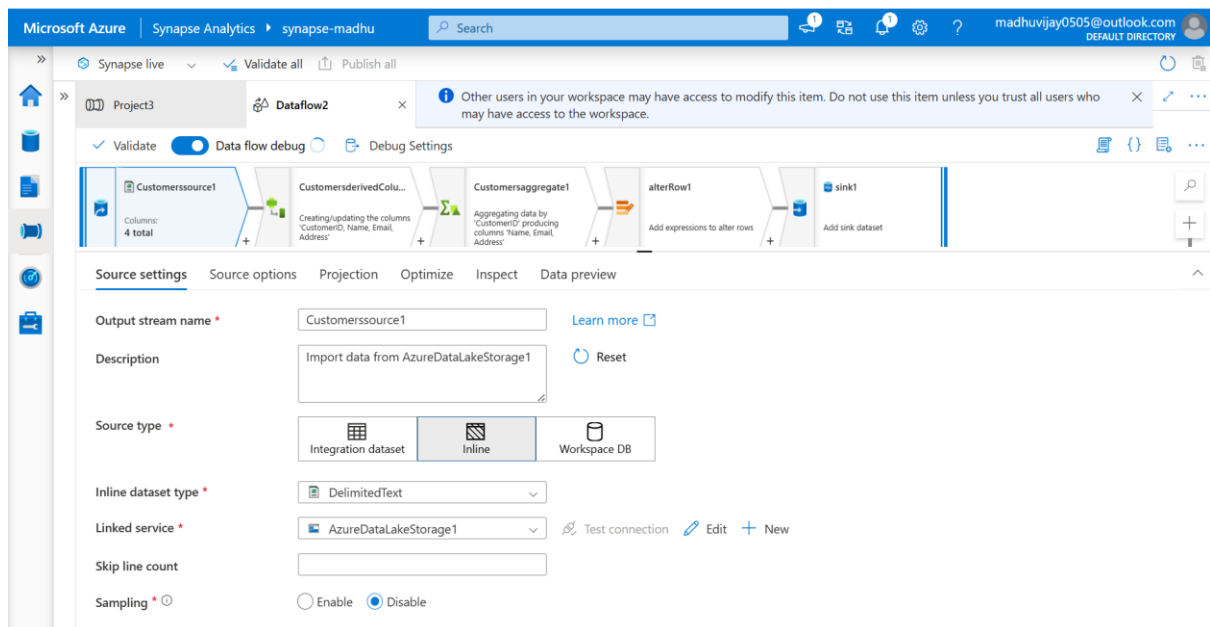 Microsoft Azure Synapse Analytics synapse-madhu Search 1 1 ? madhuvijay0505@outlook.com
DEFAULT DIRECTORY
» Synapse live Validate all Publish all
» Project3 Dataflow2 × Other users in your workspace may have access to modify this item. Do not use this item unless you trust all users who
may have access to the workspace.
Validate Data flow debug Debug Settings {} ...
Customerssource1
Columns:
4 total
+
CustomersderivedColu...
Creating/updating the columns
'CustomerID, Name, Email,
Address'
+
Customersaggregate1
Aggregating data by
'CustomerID' producing
columns 'Name, Email,
Address'
+
alterRow1
Add expressions to alter rows
+
sink1
Add sink dataset
Source settings Source options Projection Optimize Inspect Data preview
Output stream name * Customerssource1 Learn more
Description Import data from AzureDataLakeStorage1 Reset
Source type *
Integration dataset Inline Workspace DB
Inline dataset type * DelimitedText
Linked service * AzureDataLakeStorage1 Test connection Edit + New
Skip line count
Sampling * Enable Disable